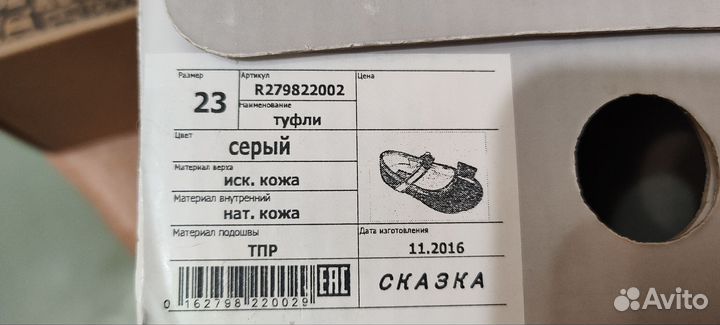 Размер
Артикул
Цена
23
R279822002
Наименование
туфли
Цвет
серый
Материал верха
иск. кожа
Материал внутренний
нат. кожа
Материал подошвы
ТПР
Дата изготовления
11.2016
EAC
СКАЗКА
0 162798 220029
Avito